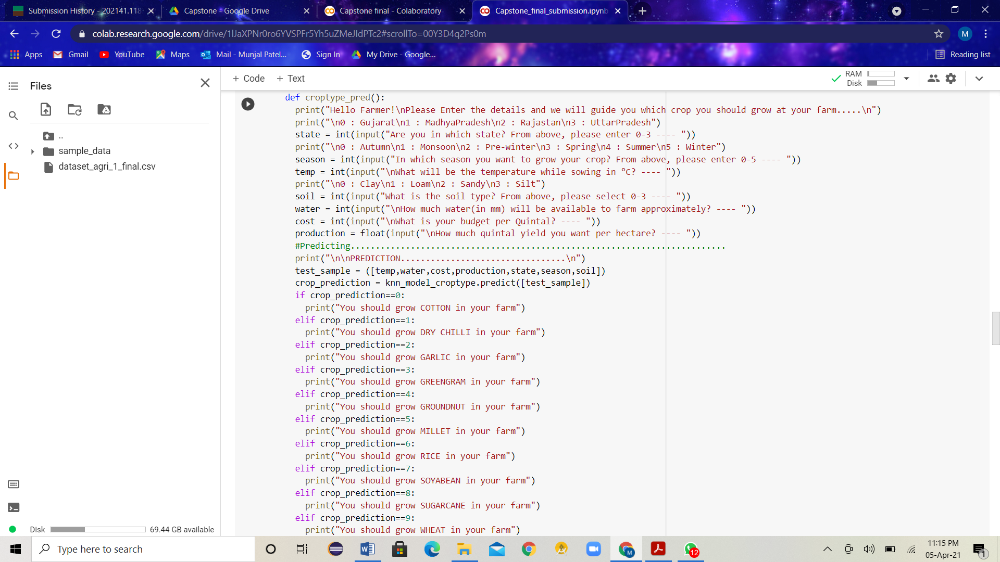 Submission History - 202141.118
Capstone - Google Drive
Capstone final - Colaboratory
Capstone_final_submission.ipynb
colab.research.google.com/drive/1lJaXPNr0ro6YVSPFr5Yh5uZMeJIdPTc2#scrollTo=00Y3D4q2Ps0m
M
Apps
Gmail
YouTube
Maps
Mail - Munjal Patel...
Sign In
My Drive - Google...
Reading list
Files
+ Code
+ Text
RAM
Disk
..
sample_data
dataset_agri_1_final.csv
def croptype_pred():
print("Hello Farmer!\nPlease Enter the details and we will guide you which crop you should grow at your farm.....\n")
print("\n0 : Gujarat\n1 : MadhyaPradesh\n2 : Rajastan\n3 : UttarPradesh")
state = int(input("Are you in which state? From above, please enter 0-3 ---- "))
print("\n0 : Autumn\n1 : Monsoon\n2 : Pre-winter\n3 : Spring\n4 : Summer\n5 : Winter")
season = int(input("In which season you want to grow your crop? From above, please enter 0-5 ---- "))
temp = int(input("\nWhat will be the temperature while sowing in °C? ---- "))
print("\n0 : Clay\n1 : Loam\n2 : Sandy\n3 : Silt")
soil = int(input("What is the soil type? From above, please select 0-3 ---- "))
water = int(input("\nHow much water(in mm) will be available to farm approximately? ---- "))
cost = int(input("\nWhat is your budget per Quintal? ---- "))
production = float(input("\nHow much quintal yield you want per hectare? ---- "))
#Predicting...........................................................................
print("\n\nPREDICTION.................................\n")
test_sample = ([temp,water,cost,production,state,season,soil])
crop_prediction = knn_model_croptype.predict([test_sample])
if crop_prediction==0:
print("You should grow COTTON in your farm")
elif crop_prediction==1:
print("You should grow DRY CHILLI in your farm")
elif crop_prediction==2:
print("You should grow GARLIC in your farm")
elif crop_prediction==3:
print("You should grow GREENGRAM in your farm")
elif crop_prediction==4:
print("You should grow GROUNDNUT in your farm")
elif crop_prediction==5:
print("You should grow MILLET in your farm")
elif crop_prediction==6:
print("You should grow RICE in your farm")
elif crop_prediction==7:
print("You should grow SOYABEAN in your farm")
elif crop_prediction==8:
print("You should grow SUGARCANE in your farm")
elif crop_prediction==9:
print("You should grow WHEAT in your farm")
Disk
69.44 GB available
Type here to search
M
12
11:15 PM
05-Apr-21
1